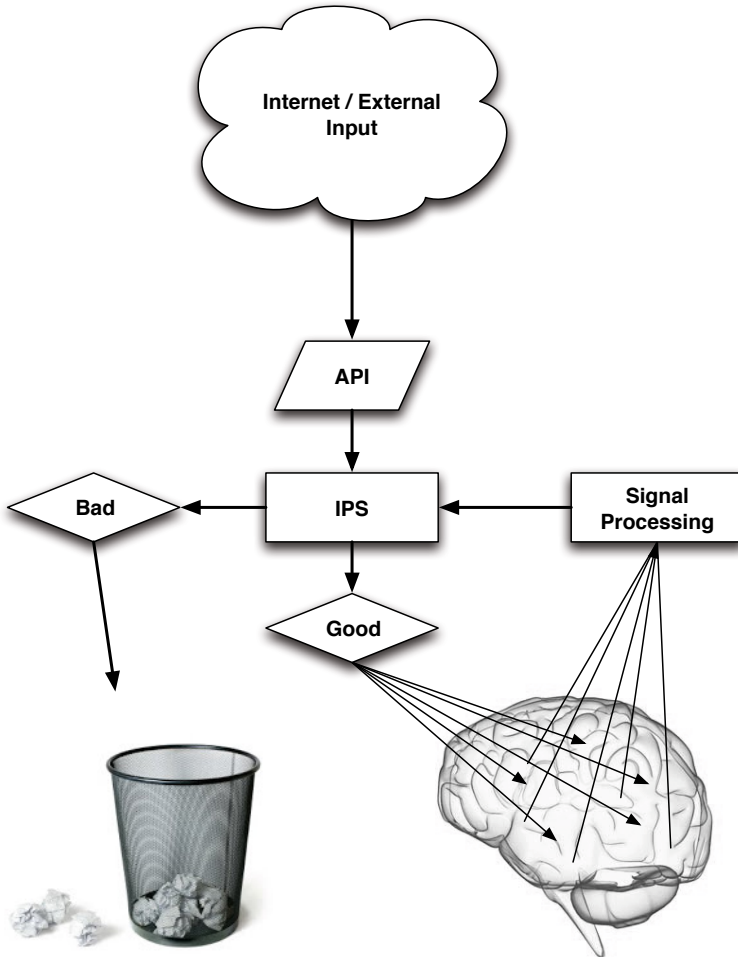 Internet / External
Input
API
Bad
IPS
Signal
Processing
Good